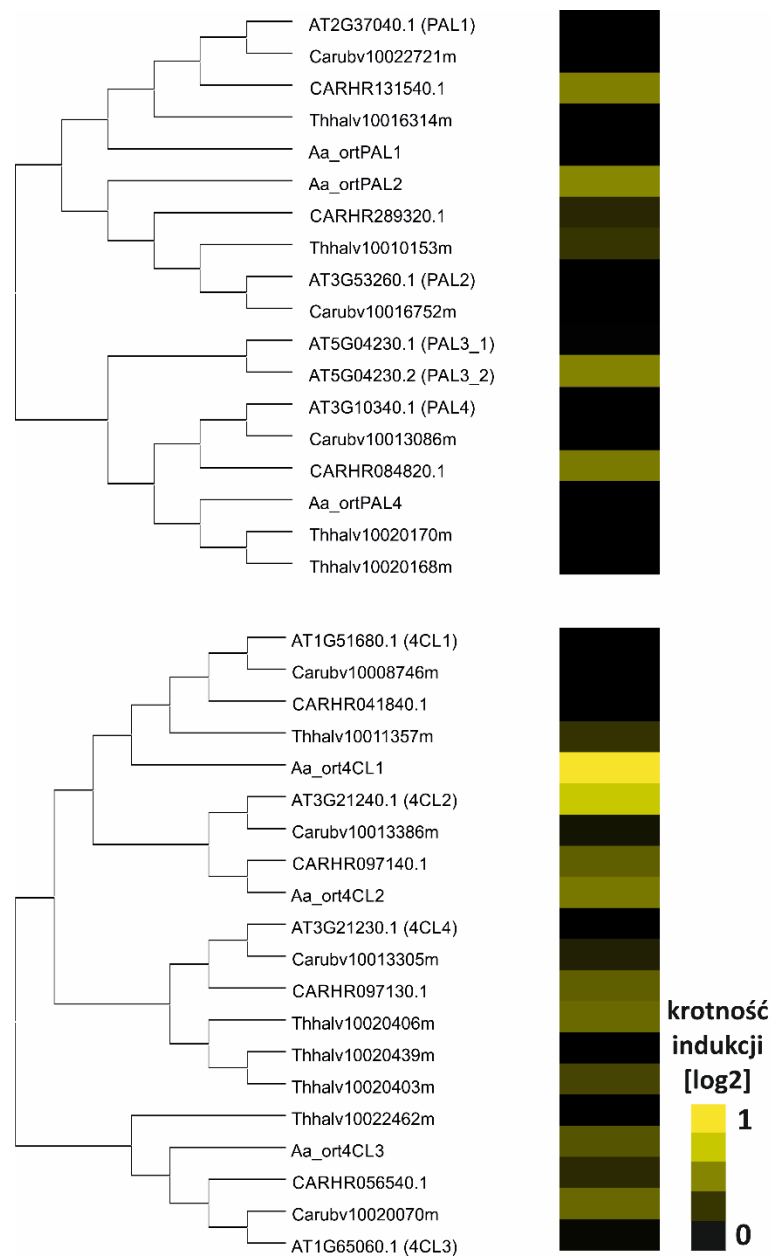 AT2G37040.1 (PAL1)
Carubv10022721m
CARHR131540.1
Thhalv10016314m
Aa_ortPAL1
Aa_ortPAL2
CARHR289320.1
Thhalv10010153m
AT3G53260.1 (PAL2)
Carubv10016752m
AT5G04230.1 (PAL3_1)
AT5G04230.2 (PAL3_2)
AT3G10340.1 (PAL4)
Carubv10013086m
CARHR084820.1
Aa_ortPAL4
Thhalv10020170m
Thhalv10020168m
AT1G51680.1 (4CL1)
Carubv10008746m
CARHR041840.1
Thhalv10011357m
Aa_ort4CL1
AT3G21240.1 (4CL2)
Carubv10013386m
CARHR097140.1
Aa_ort4CL2
AT3G21230.1 (4CL4)
Carubv10013305m
CARHR097130.1
Thhalv10020406m
Thhalv10020439m
Thhalv10020403m
Thhalv10022462m
Aa_ort4CL3
CARHR056540.1
Carubv10020070m
AT1G65060.1 (4CL3)
krotność
indukcji
[log2]
1
0